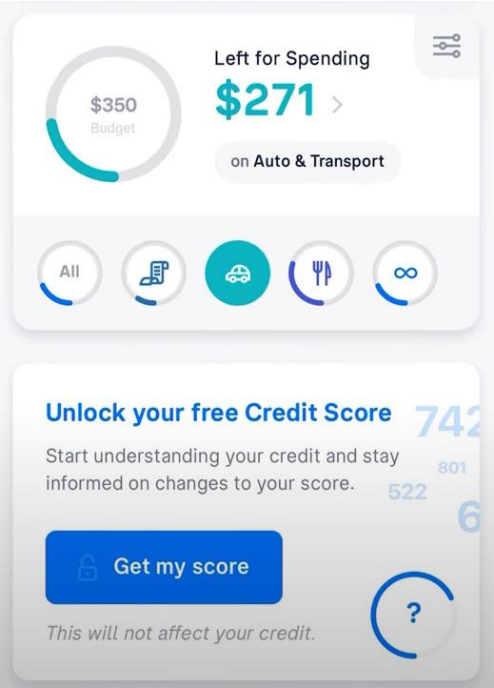 $350
Budget
Left for Spending
$271
on Auto & Transport
All
Unlock your free Credit Score
Start understanding your credit and stay
informed on changes to your score.
742
801
522
6
Get my score
?
This will not affect your credit.